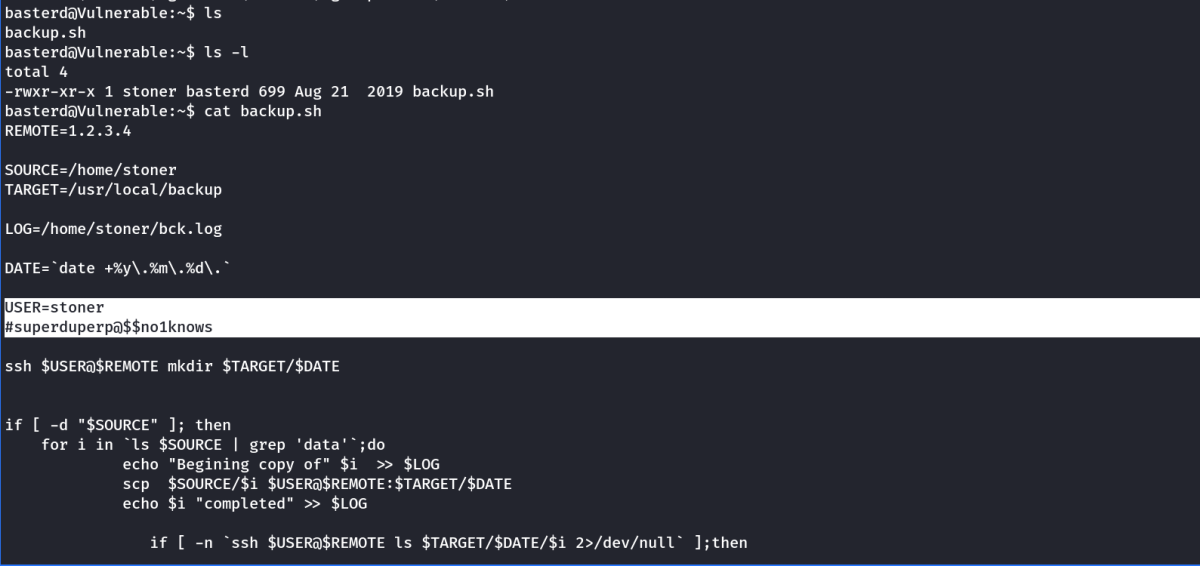 basterd@Vulnerable:~$ ls
backup.sh
basterd@Vulnerable:~$ ls -l
total 4
-rwxr-xr-x 1 stoner basterd 699 Aug 21  2019 backup.sh
basterd@Vulnerable:~$ cat backup.sh
REMOTE=1.2.3.4
SOURCE=/home/stoner
TARGET=/usr/local/backup
LOG=/home/stoner/bck.log
DATE=`date +%y\.%m\.%d\.`
USER=stoner
#superduperp@$$no1knows
ssh $USER@$REMOTE mkdir $TARGET/$DATE
if [ -d "$SOURCE" ]; then
    for i in `ls $SOURCE | grep 'data'`;do
             echo "Begining copy of" $i  >> $LOG
             scp  $SOURCE/$i $USER@$REMOTE:$TARGET/$DATE
             echo $i "completed" >> $LOG
                if [ -n `ssh $USER@$REMOTE ls $TARGET/$DATE/$i 2>/dev/null` ];then